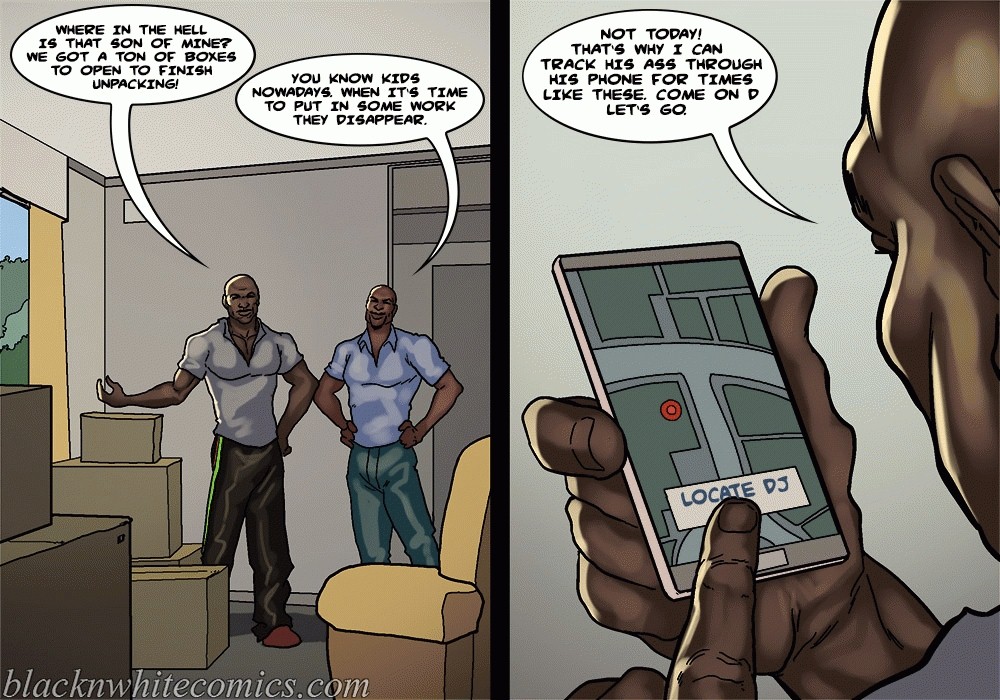 WHERE IN THE HELL
IS THAT SON OF MINE?
WE GOT A TON OF BOXES
TO OPEN TO FINISH
UNPACKING!
YOU KNOW KIDS
NOWADAYS. WHEN IT'S TIME
TO PUT IN SOME WORK
THEY DISAPPEAR.
NOT TODAY!
THAT'S WHY I CAN
TRACK HIS ASS THROUGH
HIS PHONE FOR TIMES
LIKE THESE. COME ON D
LET'S GO.
LOCATE DJ
blacknwhitecomics.com